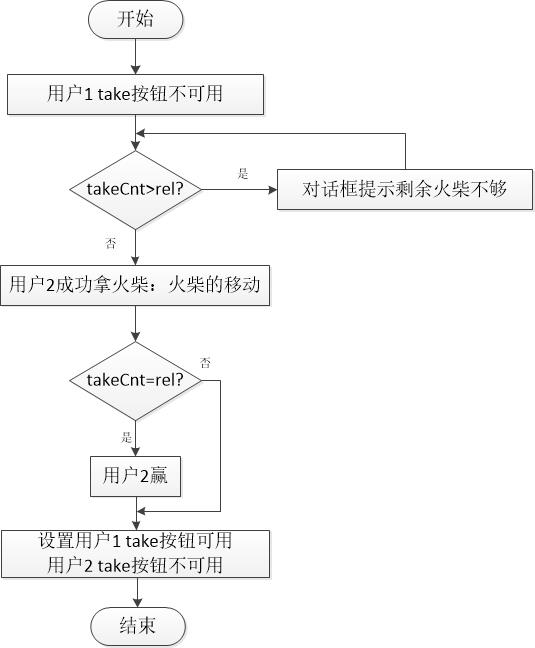 开始
用户1 take按钮不可用
takeCnt>rel?
是
对话框提示剩余火柴不够
否
用户2成功拿火柴：火柴的移动
takeCnt=rel?
否
是
用户2赢
设置用户1 take按钮可用
用户2 take按钮不可用
结束